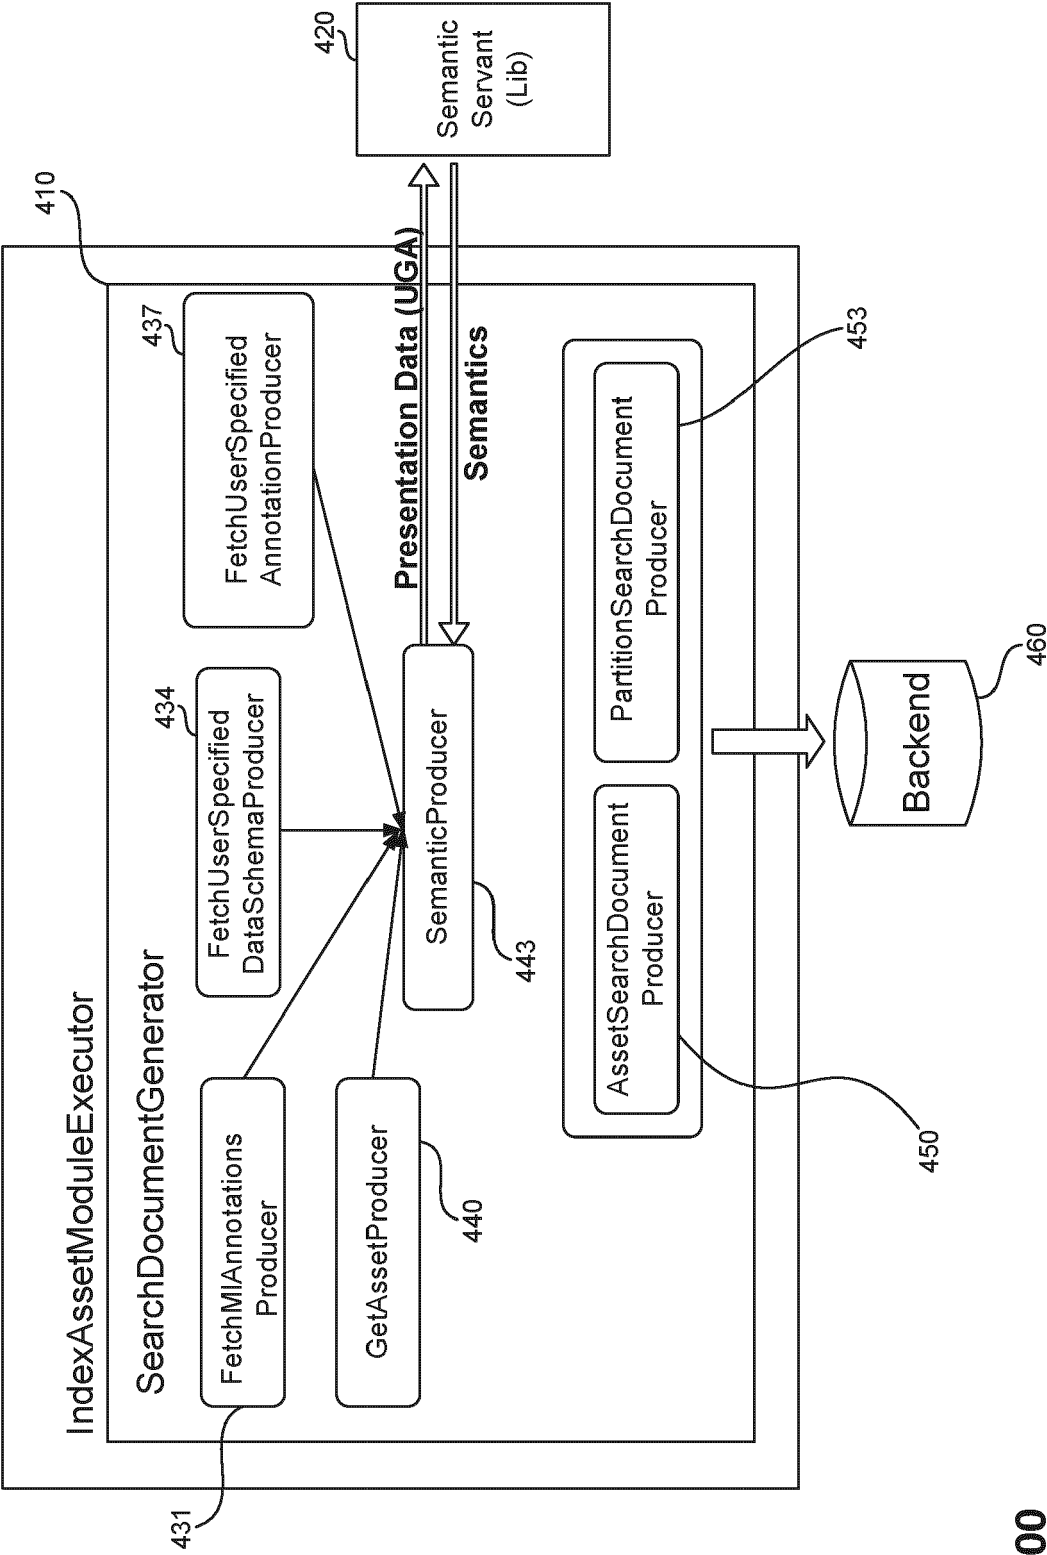 IndexAssetModuleExecutor
410
SearchDocumentGenerator
431
FetchMIAnnotations
Producer
434
FetchUserSpecified
DataSchemaProducer
437
FetchUserSpecified
AnnotationProducer
GetAssetProducer
440
SemanticProducer
443
Presentation Data (UGA)
Semantics
420
Semantic
Servant
(Lib)
AssetSearchDocument
Producer
450
PartitionSearchDocument
Producer
453
Backend
460
00